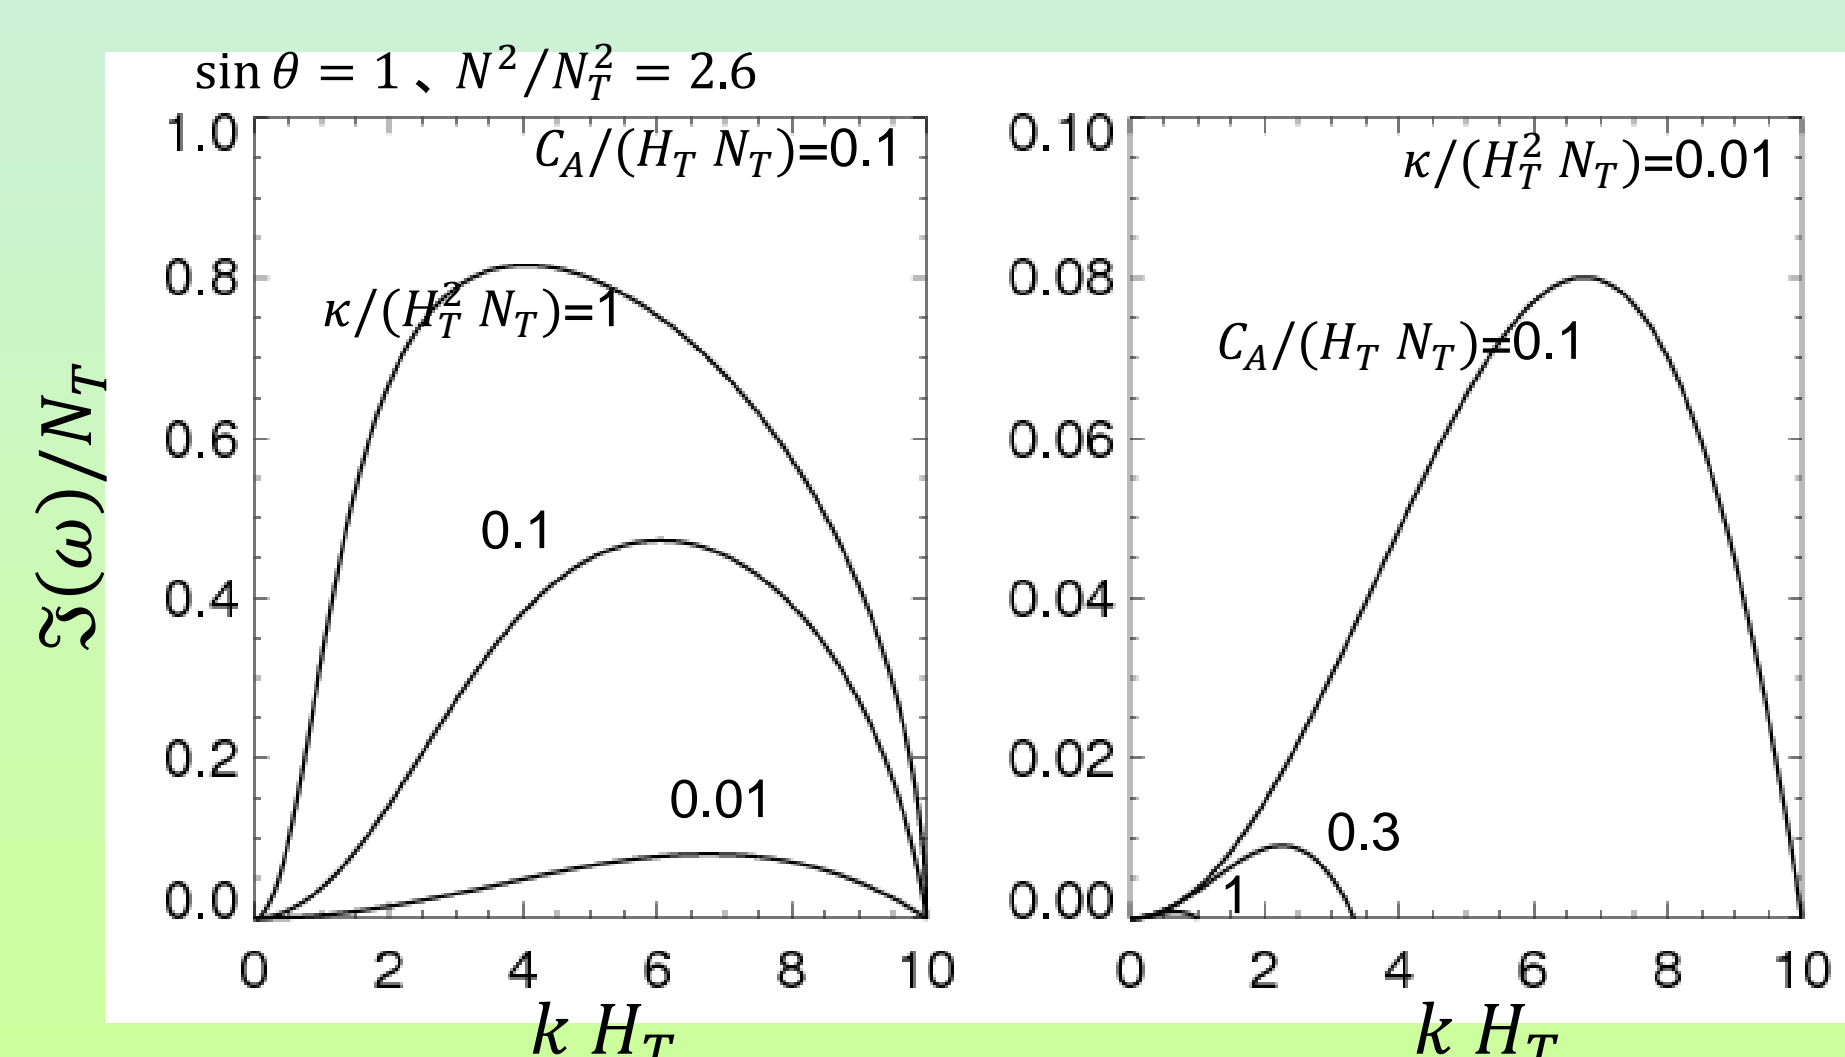 sin θ = 1 、 N²/N_T² = 2.6
ℑ(ω)/N_T
1.0
0.8
0.6
0.4
0.2
0.0
C_A/(H_T N_T)=0.1
κ/(H_T² N_T)=1
0.1
0.01
0 2 4 6 8 10
k H_T
0.10
0.08
0.06
0.04
0.02
0.00
κ/(H_T² N_T)=0.01
C_A/(H_T N_T)=0.1
0.3
1
0 2 4 6 8 10
k H_T